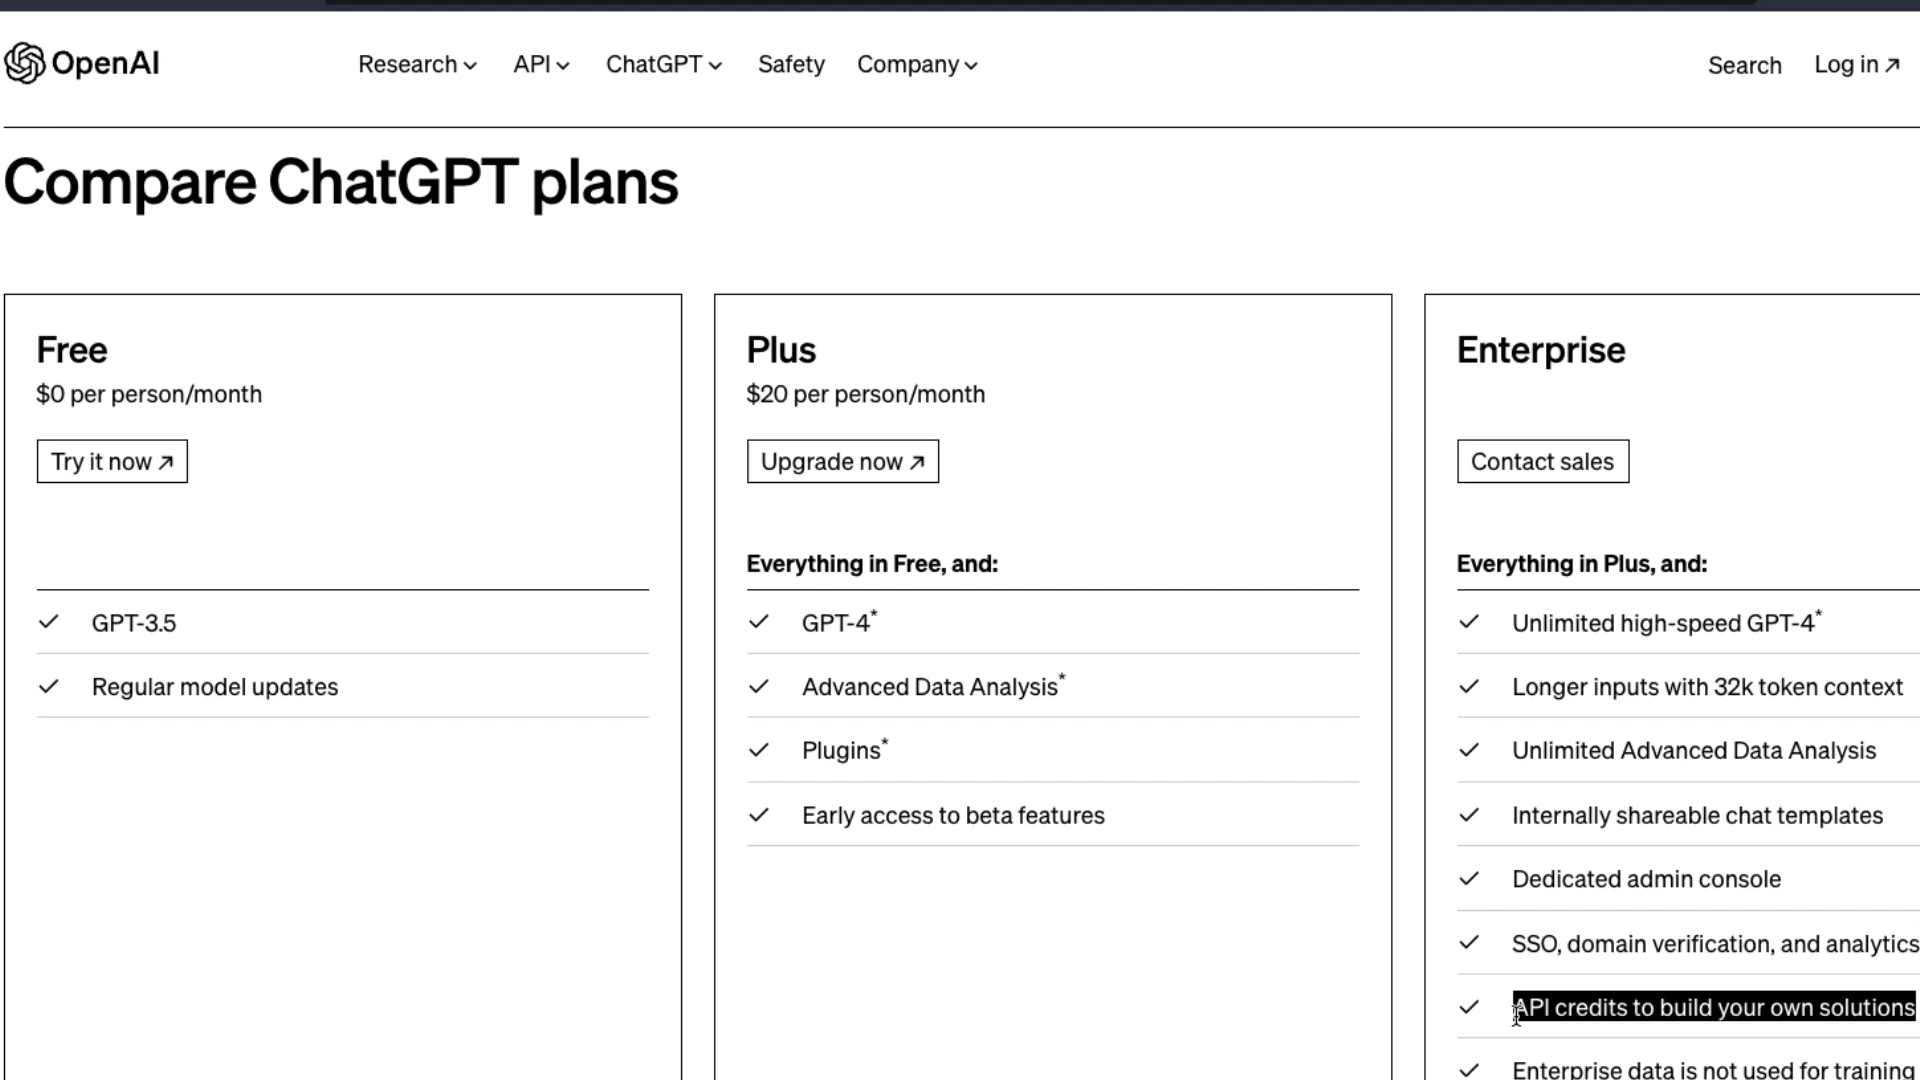 OpenAI
Research
API
ChatGPT
Safety
Company
Search
Log in
Compare ChatGPT plans
Free
$0 per person/month
Try it now
GPT-3.5
Regular model updates
Plus
$20 per person/month
Upgrade now
Everything in Free, and:
GPT-4*
Advanced Data Analysis*
Plugins*
Early access to beta features
Enterprise
Contact sales
Everything in Plus, and:
Unlimited high-speed GPT-4*
Longer inputs with 32k token context
Unlimited Advanced Data Analysis
Internally shareable chat templates
Dedicated admin console
SSO, domain verification, and analytics
API credits to build your own solutions
Enterprise data is not used for training